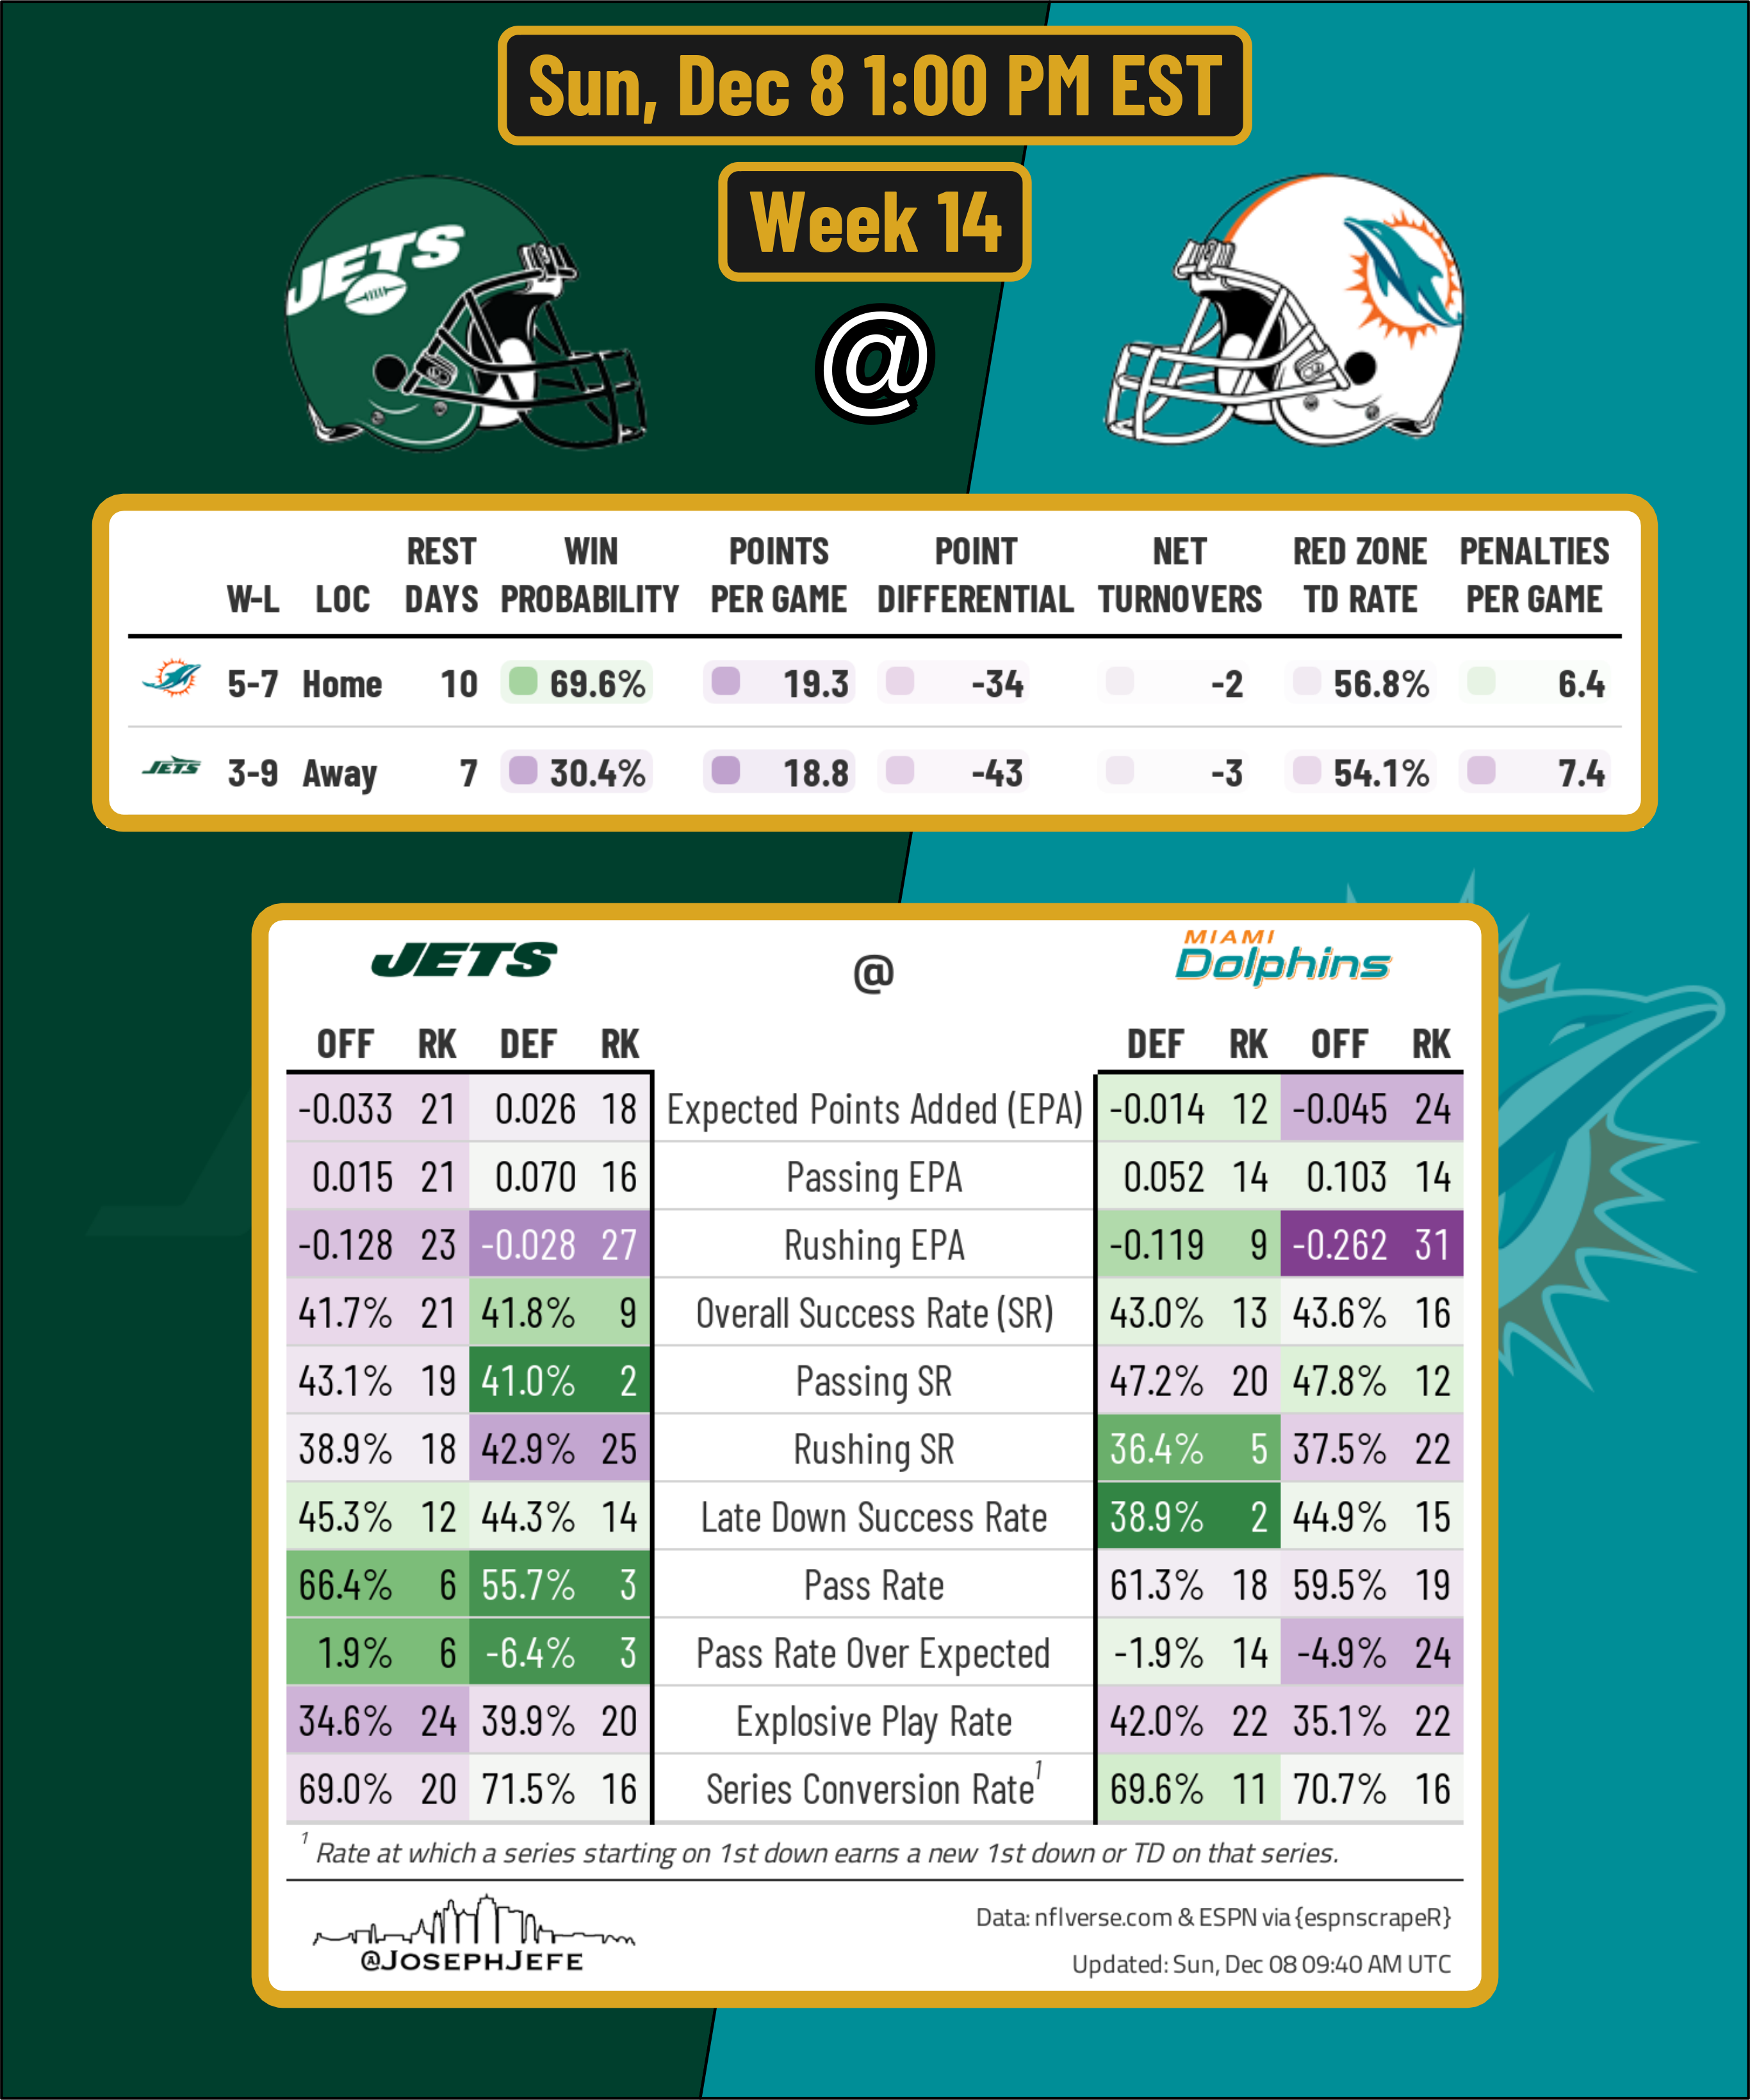 Sun, Dec 8 1:00 PM EST
Week 14
JETS
@
W-L LOC REST DAYS WIN PROBABILITY POINTS PER GAME POINT DIFFERENTIAL NET TURNOVERS RED ZONE TD RATE PENALTIES PER GAME
5-7 Home 10 69.6% 19.3 -34 -2 56.8% 6.4
JETS 3-9 Away 7 30.4% 18.8 -43 -3 54.1% 7.4
JETS @ MIAMI Dolphins
OFF RK DEF RK DEF RK OFF RK
-0.033 21 0.026 18 Expected Points Added (EPA) -0.014 12 -0.045 24
0.015 21 0.070 16 Passing EPA 0.052 14 0.103 14
-0.128 23 -0.028 27 Rushing EPA -0.119 9 -0.262 31
41.7% 21 41.8% 9 Overall Success Rate (SR) 43.0% 13 43.6% 16
43.1% 19 41.0% 2 Passing SR 47.2% 20 47.8% 12
38.9% 18 42.9% 25 Rushing SR 36.4% 5 37.5% 22
45.3% 12 44.3% 14 Late Down Success Rate 38.9% 2 44.9% 15
66.4% 6 55.7% 3 Pass Rate 61.3% 18 59.5% 19
1.9% 6 -6.4% 3 Pass Rate Over Expected -1.9% 14 -4.9% 24
34.6% 24 39.9% 20 Explosive Play Rate 42.0% 22 35.1% 22
69.0% 20 71.5% 16 Series Conversion Rate¹ 69.6% 11 70.7% 16
¹ Rate at which a series starting on 1st down earns a new 1st down or TD on that series.
@JOSEPHJEFE
Data: nflverse.com & ESPN via {espnscrapeR}
Updated: Sun, Dec 08 09:40 AM UTC